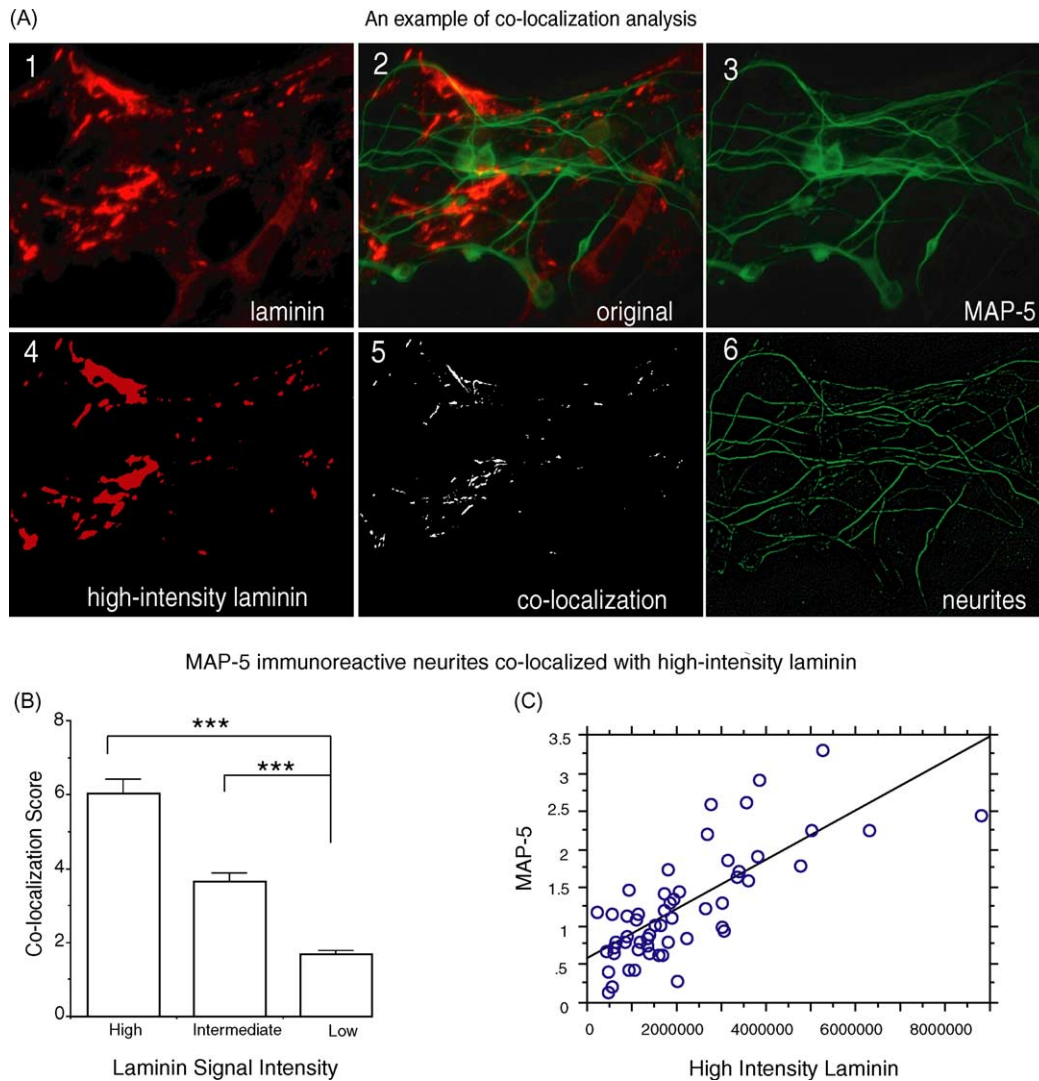 (A)
An example of co-localization analysis
1
2
3
laminin
original
MAP-5
4
5
6
high-intensity laminin
co-localization
neurites
MAP-5 immunoreactive neurites co-localized with high-intensity laminin
(B)
8
6
4
2
0
Co-localization Score
***
***
High
Intermediate
Low
Laminin Signal Intensity
(C)
3.5
3
2.5
2
1.5
1
.5
0
MAP-5
0
2000000
4000000
6000000
8000000
High Intensity Laminin